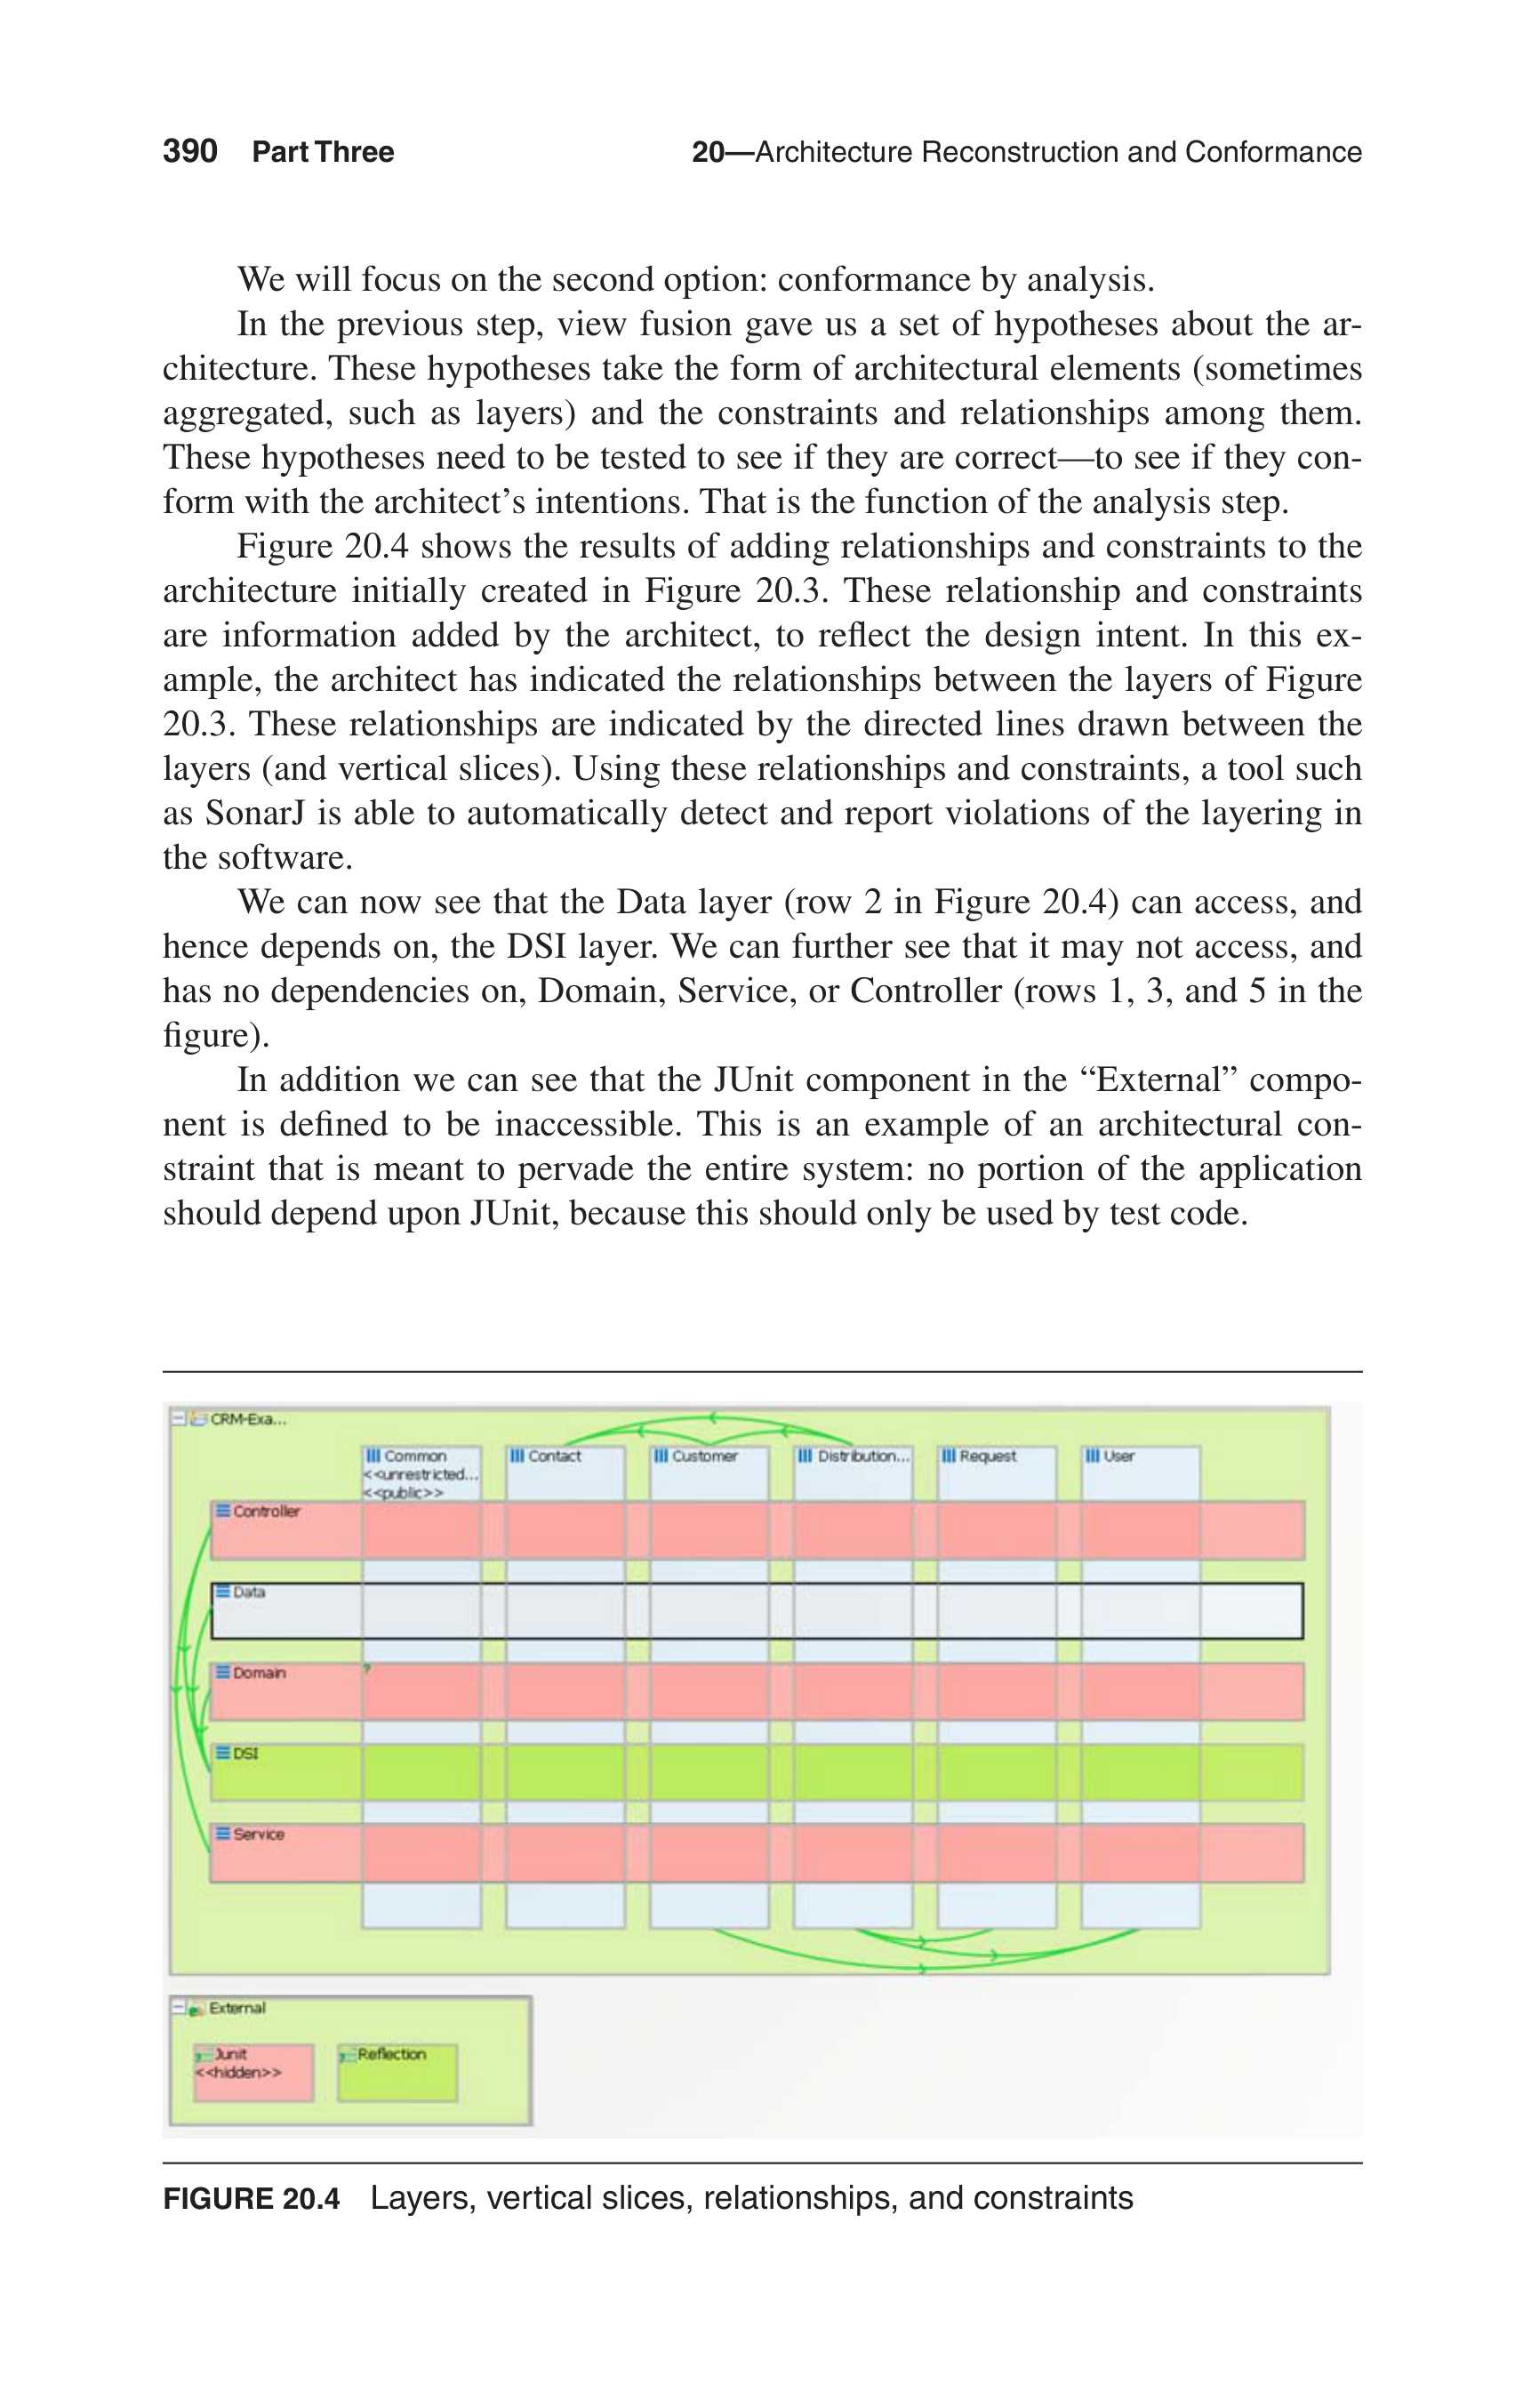 390 Part Three 20—Architecture Reconstruction and Conformance
We will focus on the second option: conformance by analysis.
In the previous step, view fusion gave us a set of hypotheses about the ar-
chitecture. These hypotheses take the form of architectural elements (sometimes
aggregated, such as layers) and the constraints and relationships among them.
These hypotheses need to be tested to see if they are correct—to see if they con-
form with the architect’s intentions. That is the function of the analysis step.
Figure 20.4 shows the results of adding relationships and constraints to the
architecture initially created in Figure 20.3. These relationship and constraints
are information added by the architect, to reflect the design intent. In this ex-
ample, the architect has indicated the relationships between the layers of Figure
20.3. These relationships are indicated by the directed lines drawn between the
layers (and vertical slices). Using these relationships and constraints, a tool such
as SonarJ is able to automatically detect and report violations of the layering in
the software.
We can now see that the Data layer (row 2 in Figure 20.4) can access, and
hence depends on, the DSI layer. We can further see that it may not access, and
has no dependencies on, Domain, Service, or Controller (rows 1, 3, and 5 in the
figure).
In addition we can see that the JUnit component in the “External” compo-
nent is defined to be inaccessible. This is an example of an architectural con-
straint that is meant to pervade the entire system: no portion of the application
should depend upon JUnit, because this should only be used by test code.
CRM-Exa...
Common Contact Customer Distribution... Request User
<<unrestricted...
<<public>>
Controller
Data
Domain ?
DSI
Service
External
Junit Reflection
<<hidden>>
FIGURE 20.4 Layers, vertical slices, relationships, and constraints